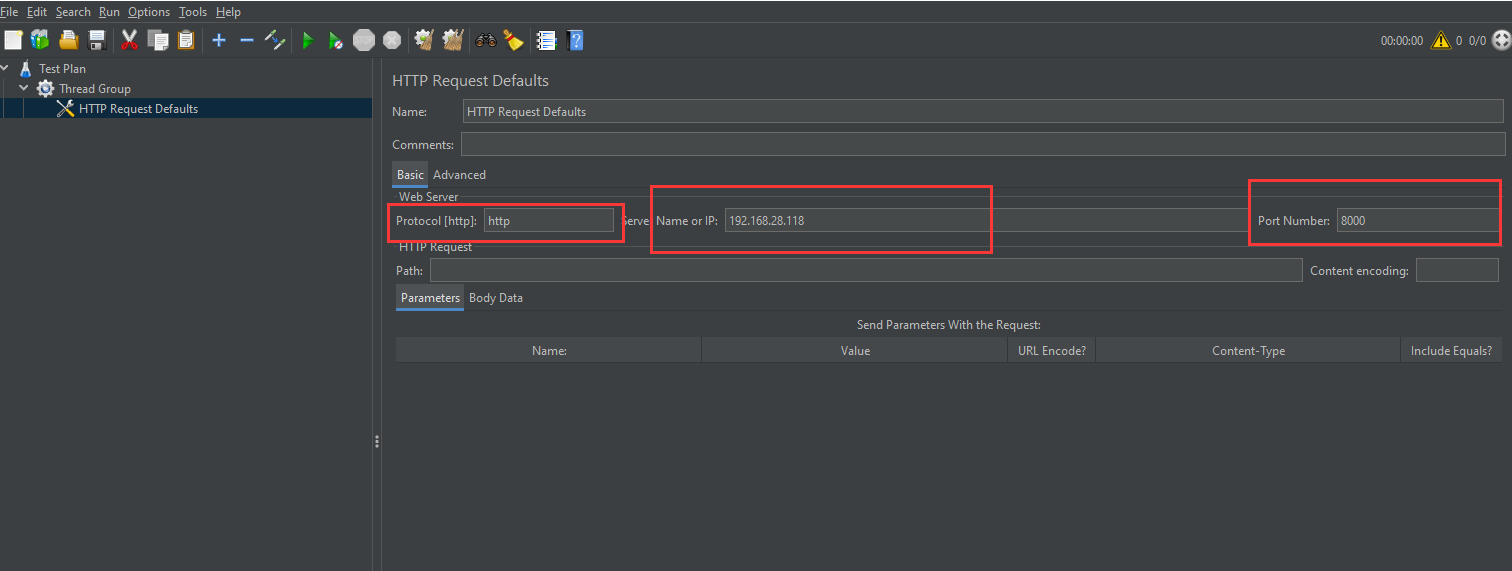 File Edit Search Run Options Tools Help
00:00:00 0 0/0
Test Plan
Thread Group
HTTP Request Defaults
HTTP Request Defaults
Name: HTTP Request Defaults
Comments:
Basic Advanced
Web Server
Protocol [http]: http Serve Name or IP: 192.168.28.118 Port Number: 8000
HTTP Request
Path: Content encoding:
Parameters Body Data
Send Parameters With the Request:
Name: Value URL Encode? Content-Type Include Equals?